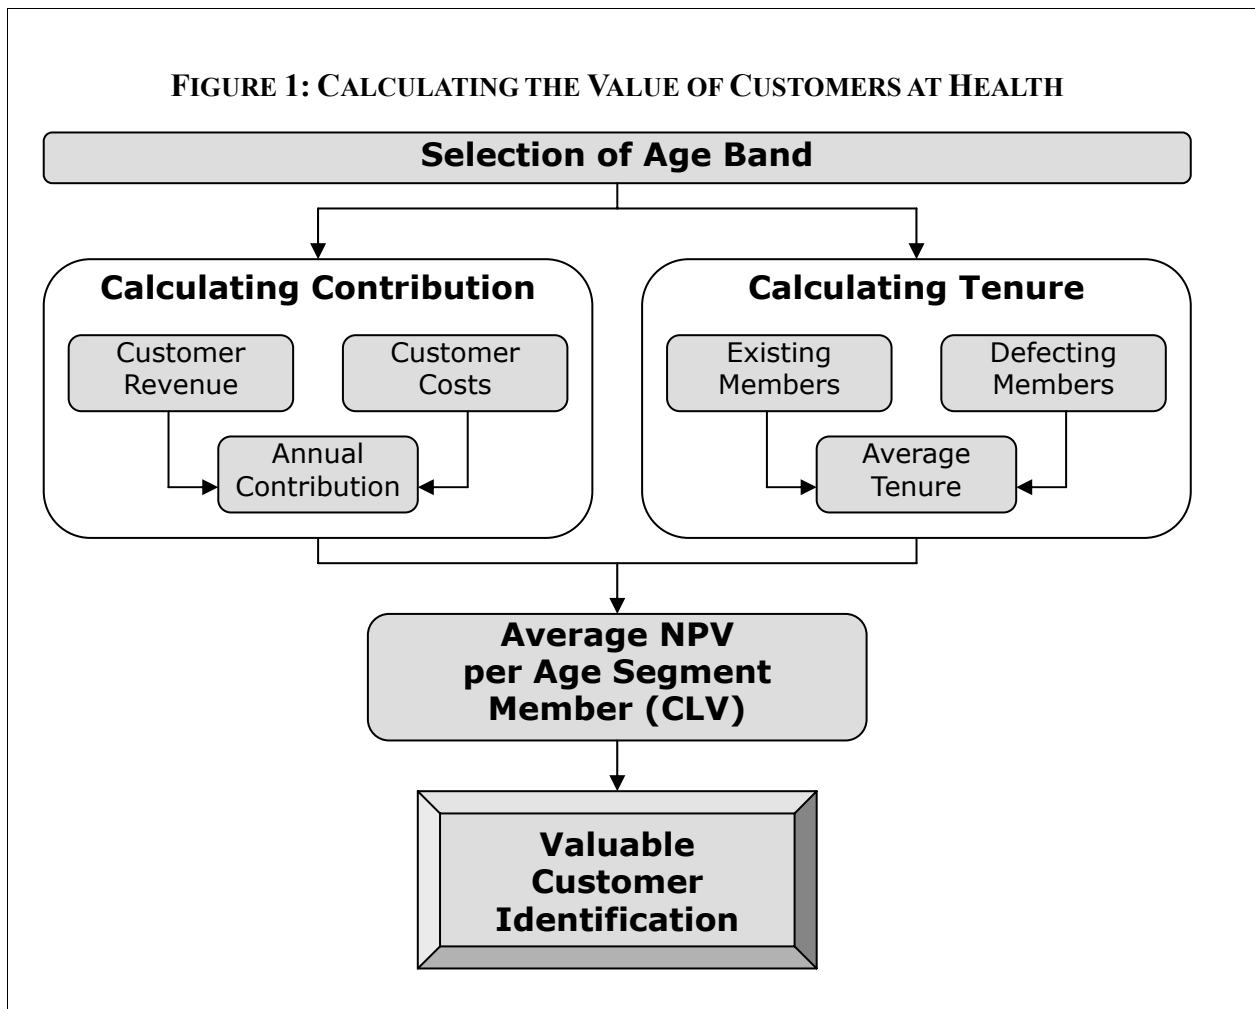 FIGURE 1: CALCULATING THE VALUE OF CUSTOMERS AT HEALTH
Selection of Age Band
Calculating Contribution
Customer
Revenue
Customer
Costs
Annual
Contribution
Calculating Tenure
Existing
Members
Defecting
Members
Average
Tenure
Average NPV
per Age Segment
Member (CLV)
Valuable
Customer
Identification